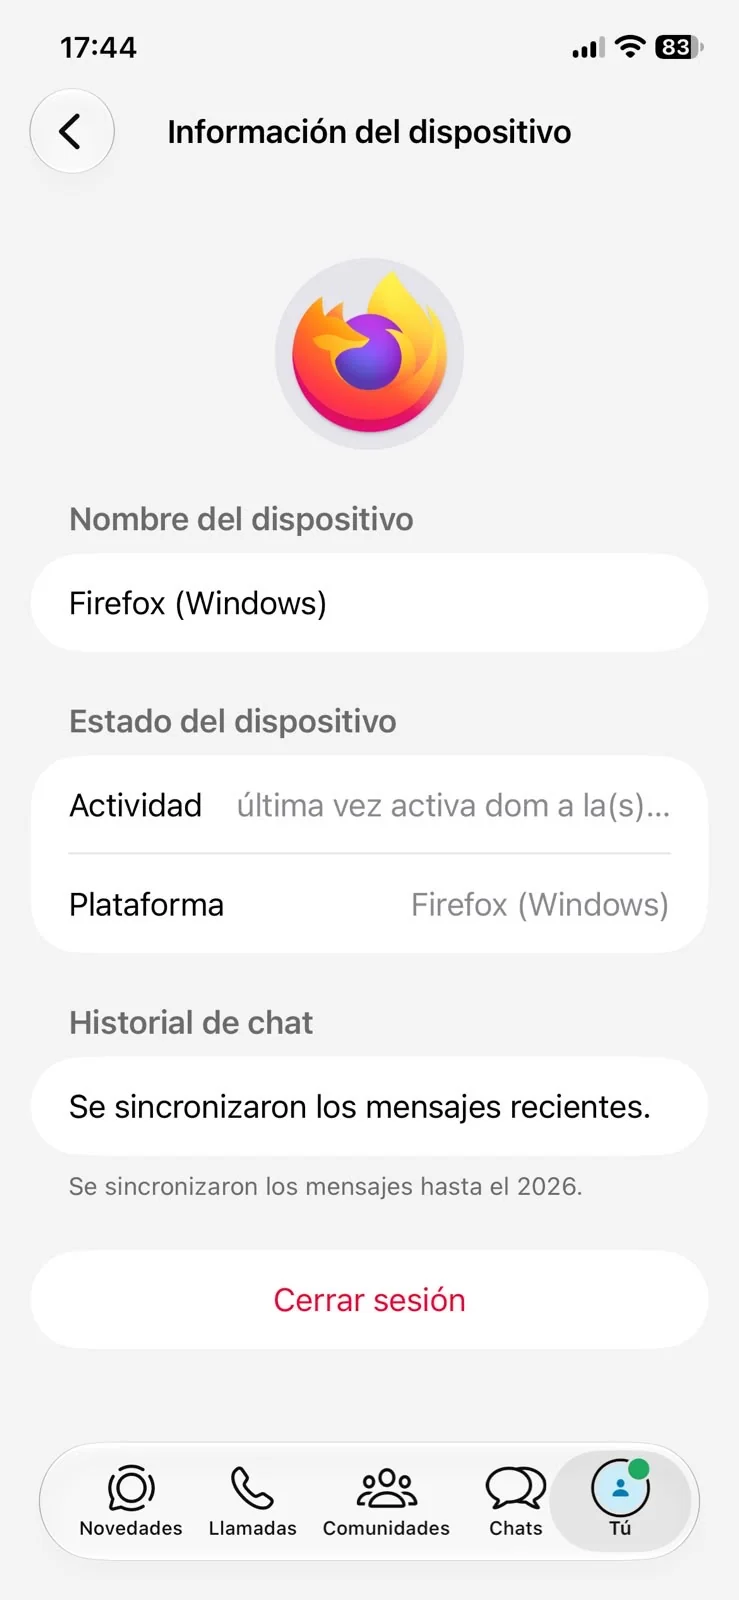 17:44
83
Información del dispositivo
Nombre del dispositivo
Firefox (Windows)
Estado del dispositivo
Actividad última vez activa dom a la(s)...
Plataforma Firefox (Windows)
Historial de chat
Se sincronizaron los mensajes recientes.
Se sincronizaron los mensajes hasta el 2026.
Cerrar sesión
Novedades Llamadas Comunidades Chats Tú